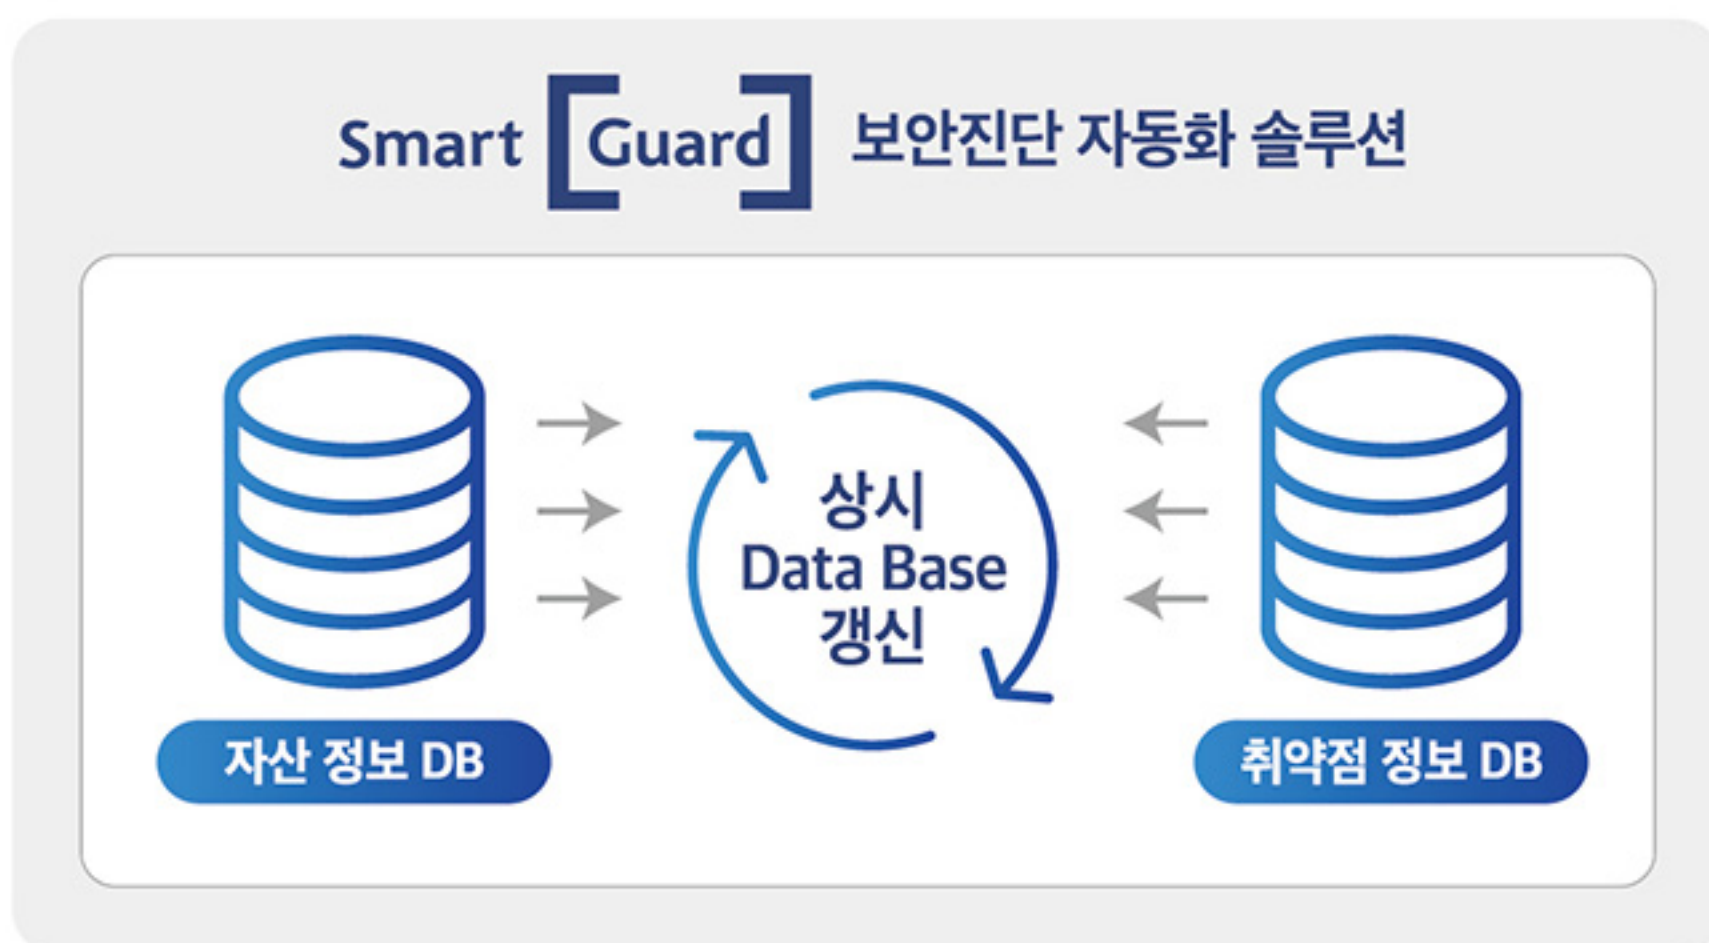 Smart [Guard] 보안진단 자동화 솔루션
상시
Data Base
갱신
자산 정보 DB
취약점 정보 DB